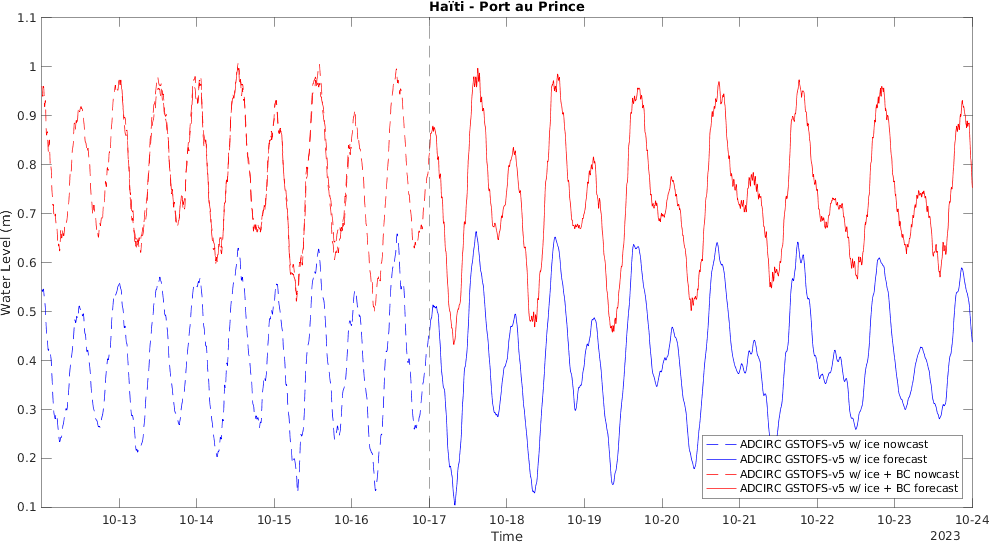 Haïti - Port au Prince
1.1
1
0.9
0.8
0.7
0.6
0.5
0.4
0.3
0.2
0.1
Water Level (m)
ADCIRC GSTOFS-v5 w/ ice nowcast
ADCIRC GSTOFS-v5 w/ ice forecast
ADCIRC GSTOFS-v5 w/ ice + BC nowcast
ADCIRC GSTOFS-v5 w/ ice + BC forecast
10-13 10-14 10-15 10-16 10-17 10-18 10-19 10-20 10-21 10-22 10-23 10-24
Time
2023